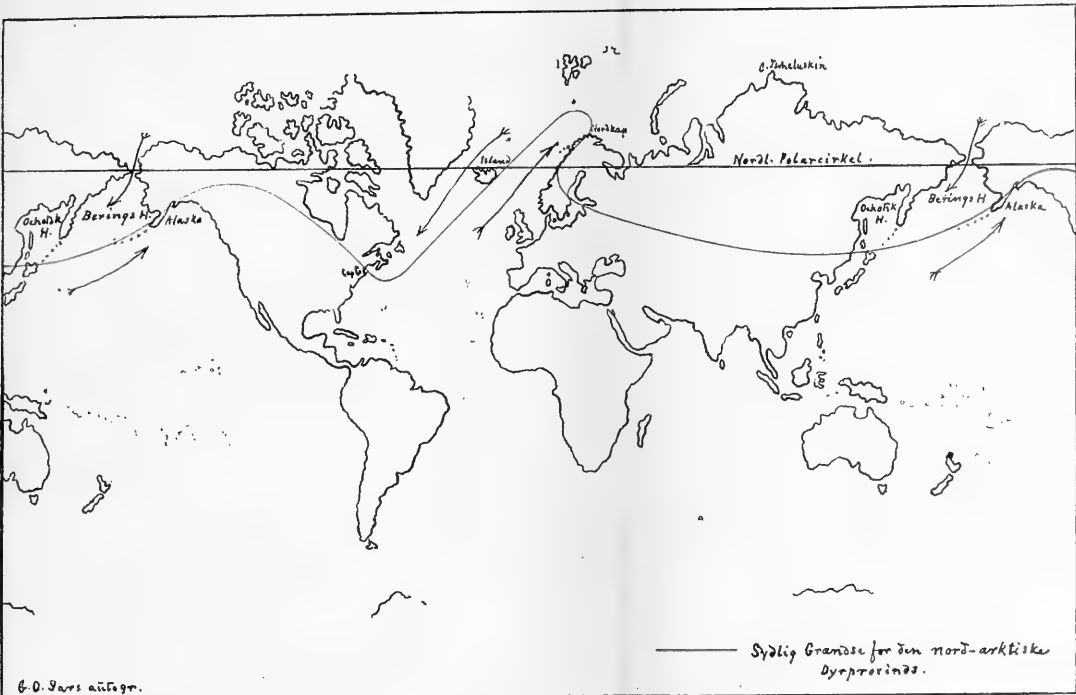 C. Tscheluskin
Nordkap
Island
Nordl. Polarcirkel.
Ochotsk
H.
Berings H.
Alaska
Ochotsk
H.
Berings H
Alaska
Cap Cod
Sydlig Grændse for den nord-arktiske
Dyrprovinds.
G. O. Sars autogr.